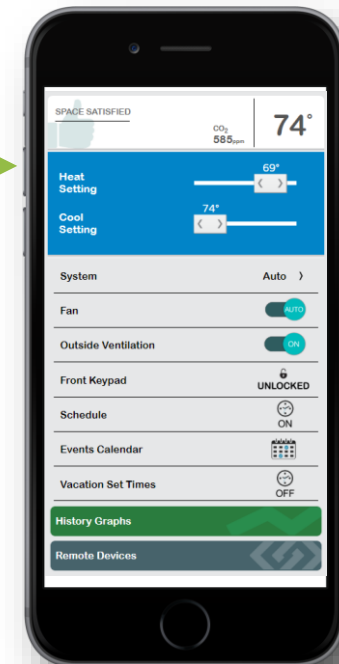 SPACE SATISFIED
CO₂
585ppm
74°
Heat
Setting
69°
Cool
Setting
74°
System
Auto
Fan
AUTO
Outside Ventilation
ON
Front Keypad
UNLOCKED
Schedule
ON
Events Calendar
Vacation Set Times
OFF
History Graphs
Remote Devices